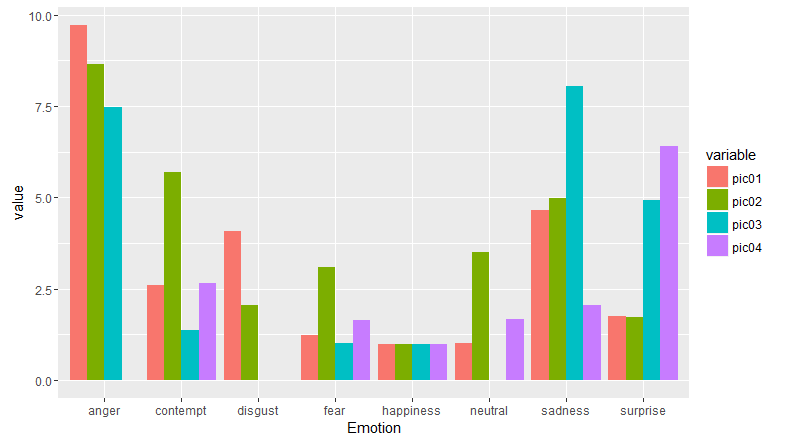 10.0
7.5
5.0
2.5
0.0
value
anger contempt disgust fear happiness neutral sadness surprise
Emotion
variable
pic01
pic02
pic03
pic04